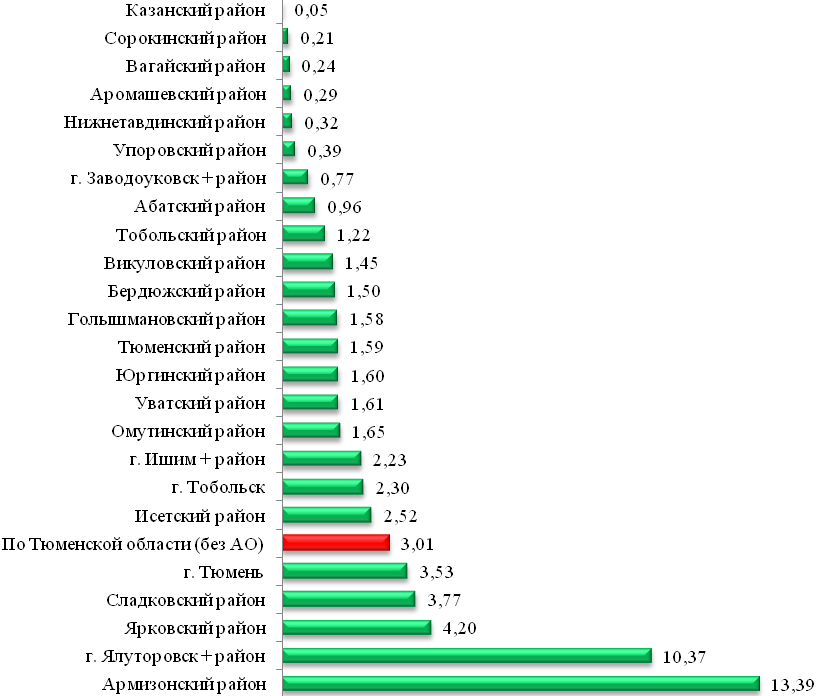 Казанский район 0,05
Сорокинский район 0,21
Вагайский район 0,24
Аромашевский район 0,29
Нижнетавдинский район 0,32
Упоровский район 0,39
г. Заводоуковск + район 0,77
Абатский район 0,96
Тобольский район 1,22
Викуловский район 1,45
Бердюжский район 1,50
Голышмановский район 1,58
Тюменский район 1,59
Юргинский район 1,60
Уватский район 1,61
Омутинский район 1,65
г. Ишим + район 2,23
г. Тобольск 2,30
Исетский район 2,52
По Тюменской области (без АО) 3,01
г. Тюмень 3,53
Сладковский район 3,77
Ярковский район 4,20
г. Ялуторовск + район 10,37
Армизонский район 13,39